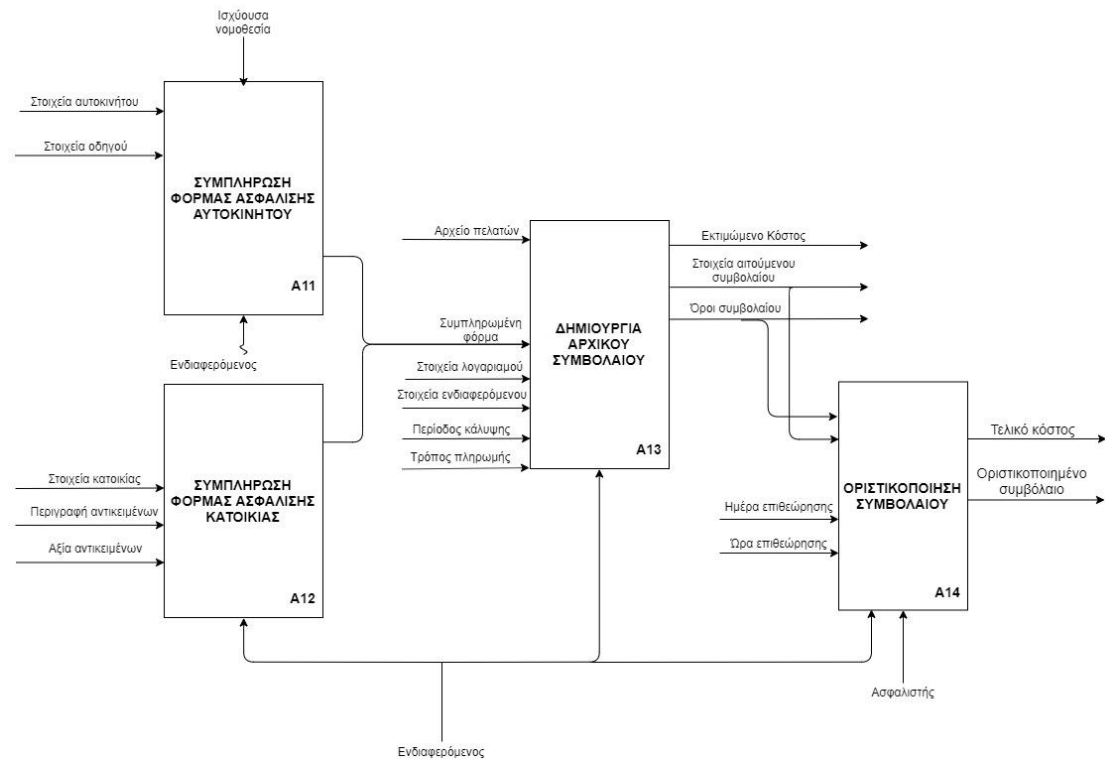 Ισχύουσα
νομοθεσία
Στοιχεία αυτοκινήτου
Στοιχεία οδηγού
ΣΥΜΠΛΗΡΩΣΗ
ΦΟΡΜΑΣ ΑΣΦΑΛΙΣΗΣ
ΑΥΤΟΚΙΝΗΤΟΥ
A11
Ενδιαφερόμενος
Στοιχεία κατοικίας
Περιγραφή αντικειμένων
Αξία αντικειμένων
ΣΥΜΠΛΗΡΩΣΗ
ΦΟΡΜΑΣ ΑΣΦΑΛΙΣΗΣ
ΚΑΤΟΙΚΙΑΣ
A12
Αρχείο πελατών
Συμπληρωμένη
φόρμα
Στοιχεία λογαριασμού
Στοιχεία ενδιαφερόμενου
Περίοδος κάλυψης
Τρόπος πληρωμής
ΔΗΜΙΟΥΡΓΙΑ
ΑΡΧΙΚΟΥ
ΣΥΜΒΟΛΑΙΟΥ
A13
Εκτιμώμενο Κόστος
Στοιχεία αιτούμενου
συμβολαίου
Όροι συμβολαίου
Ημέρα επιθεώρησης
Ώρα επιθεώρησης
ΟΡΙΣΤΙΚΟΠΟΙΗΣΗ
ΣΥΜΒΟΛΑΙΟΥ
A14
Τελικό κόστος
Οριστικοποιημένο
συμβόλαιο
Ασφαλιστής
Ενδιαφερόμενος